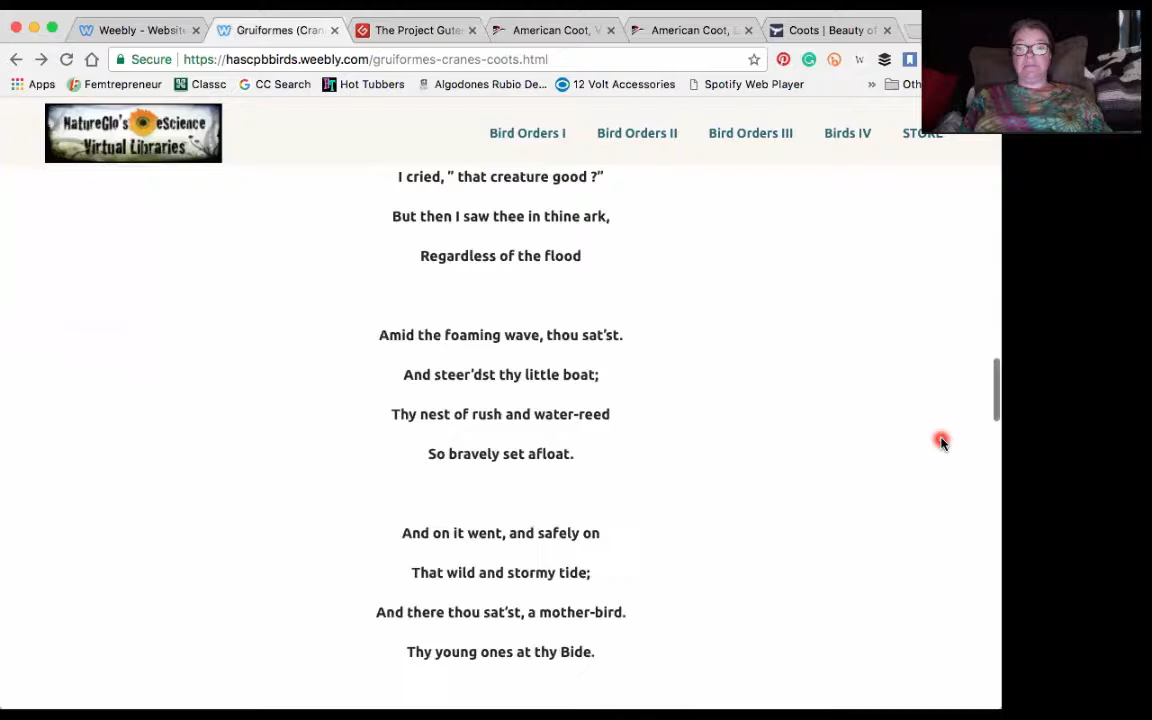 Weebly - Website
Gruiformes (Cran
The Project Gute
American Coot, V
American Coot, E
Coots | Beauty of
Secure
https://hascpbbirds.weebly.com/gruiformes-cranes-coots.html
Apps
Femtrepreneur
Classc
CC Search
Hot Tubbers
Algodones Rubio De...
12 Volt Accessories
Spotify Web Player
»
Oth
NatureGlo's eScience
Virtual Libraries
Bird Orders I
Bird Orders II
Bird Orders III
Birds IV
STORE
I cried, ” that creature good ?”
But then I saw thee in thine ark,
Regardless of the flood
Amid the foaming wave, thou sat’st.
And steer’dst thy little boat;
Thy nest of rush and water-reed
So bravely set afloat.
And on it went, and safely on
That wild and stormy tide;
And there thou sat’st, a mother-bird.
Thy young ones at thy Bide.